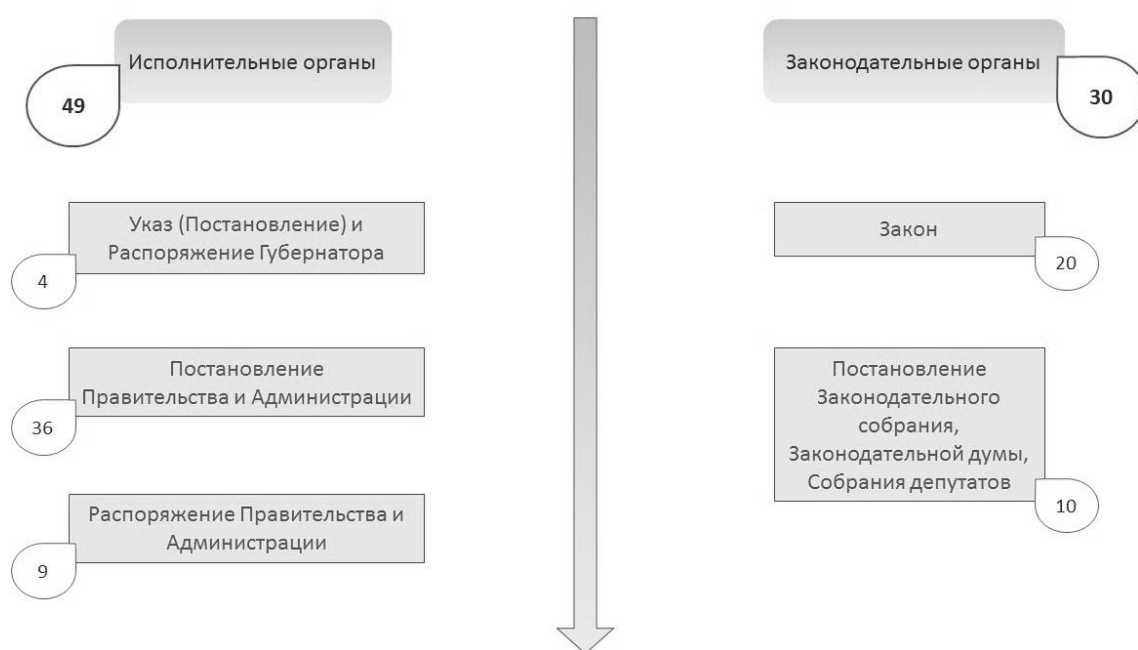 Исполнительные органы
49
Указ (Постановление) и
Распоряжение Губернатора
4
Постановление
Правительства и Администрации
36
Распоряжение Правительства и
Администрации
9
Законодательные органы
30
Закон
20
Постановление
Законодательного
собрания,
Законодательной думы,
Собрания депутатов
10